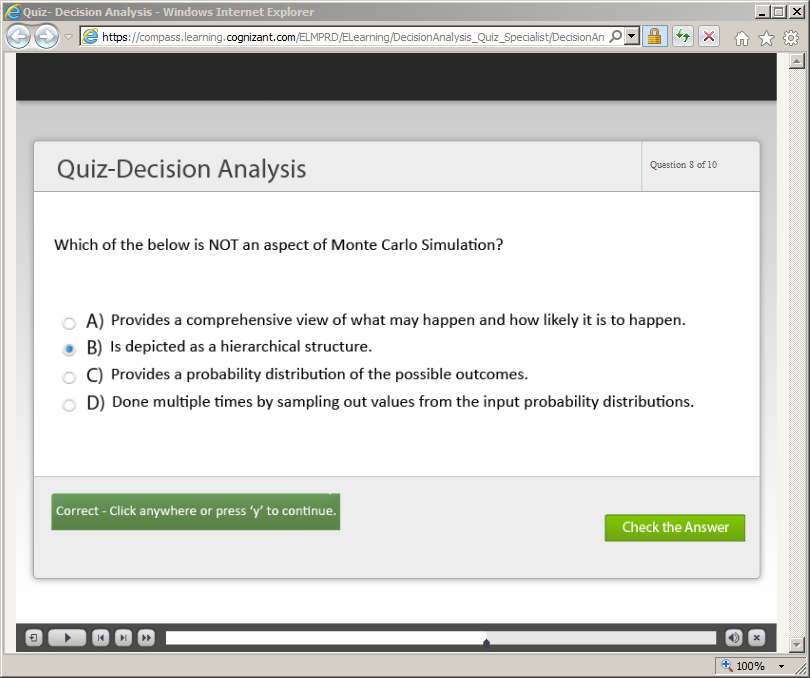 Quiz- Decision Analysis - Windows Internet Explorer
https://compass.learning.cognizant.com/ELMPRD/ELearning/DecisionAnalysis_Quiz_Specialist/DecisionAn
Quiz-Decision Analysis
Question 8 of 10
Which of the below is NOT an aspect of Monte Carlo Simulation?
A) Provides a comprehensive view of what may happen and how likely it is to happen.
B) Is depicted as a hierarchical structure.
C) Provides a probability distribution of the possible outcomes.
D) Done multiple times by sampling out values from the input probability distributions.
Correct - Click anywhere or press ‘y’ to continue.
Check the Answer
100%